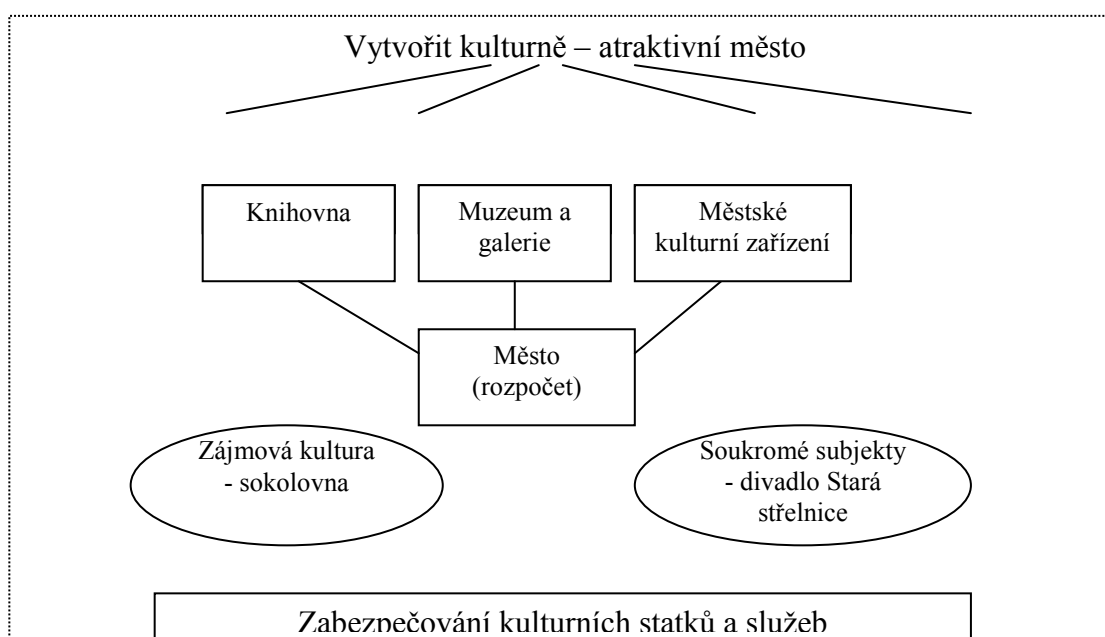 Vytvořit kulturně – atraktivní město
Knihovna
Muzeum a
galerie
Městské
kulturní zařízení
Město
(rozpočet)
Zájmová kultura
- sokolovna
Soukromé subjekty
- divadlo Stará
střelnice
Zabezpečování kulturních statků a služeb